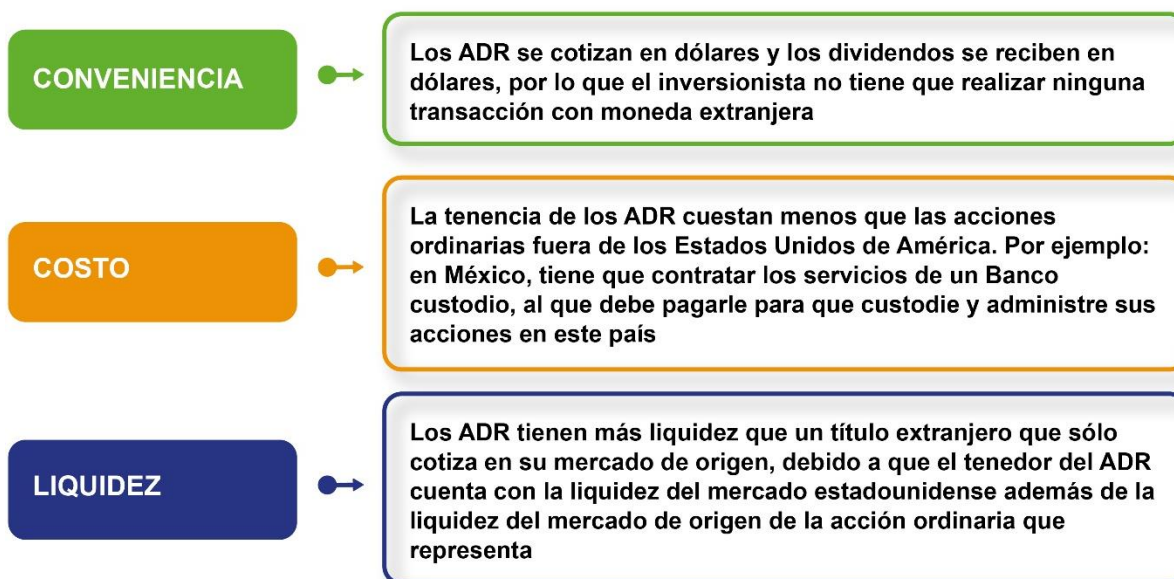 CONVENIENCIA
Los ADR se cotizan en dólares y los dividendos se reciben en
dólares, por lo que el inversionista no tiene que realizar ninguna
transacción con moneda extranjera
COSTO
La tenencia de los ADR cuestan menos que las acciones
ordinarias fuera de los Estados Unidos de América. Por ejemplo:
en México, tiene que contratar los servicios de un Banco
custodio, al que debe pagarle para que custodie y administre sus
acciones en este país
LIQUIDEZ
Los ADR tienen más liquidez que un título extranjero que sólo
cotiza en su mercado de origen, debido a que el tenedor del ADR
cuenta con la liquidez del mercado estadounidense además de la
liquidez del mercado de origen de la acción ordinaria que
representa